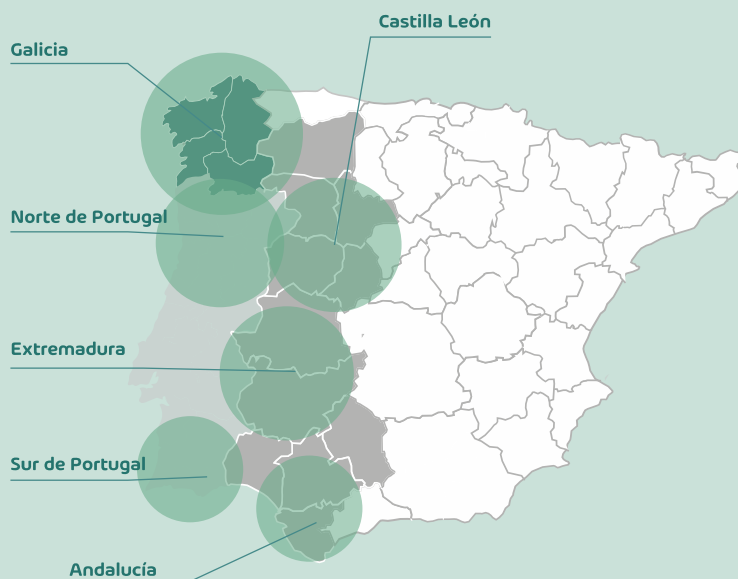 Castilla León
Galicia
Norte de Portugal
Extremadura
Sur de Portugal
Andalucía